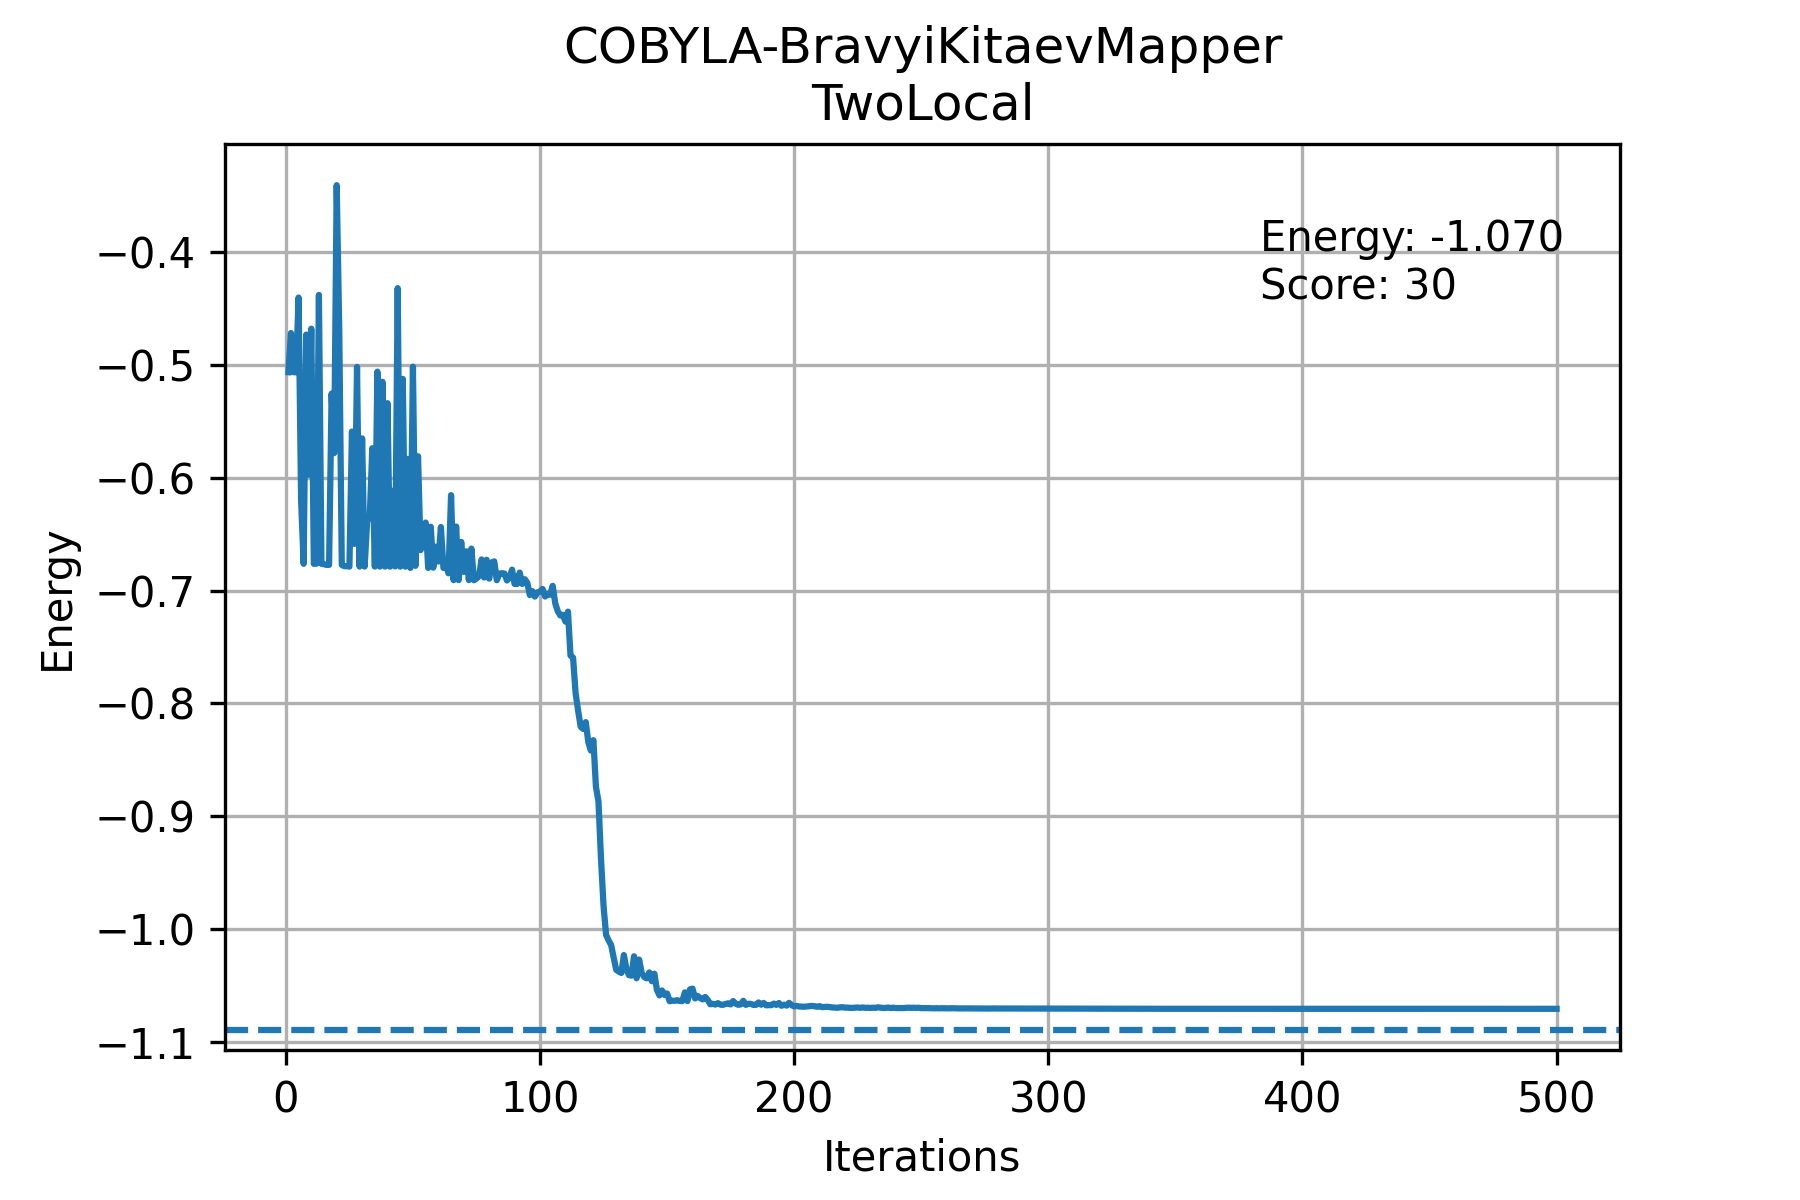 COBYLA-BravyiKitaevMapper
TwoLocal
Energy: -1.070
Score: 30
Energy
−0.4
−0.5
−0.6
−0.7
−0.8
−0.9
−1.0
−1.1
0 100 200 300 400 500
Iterations